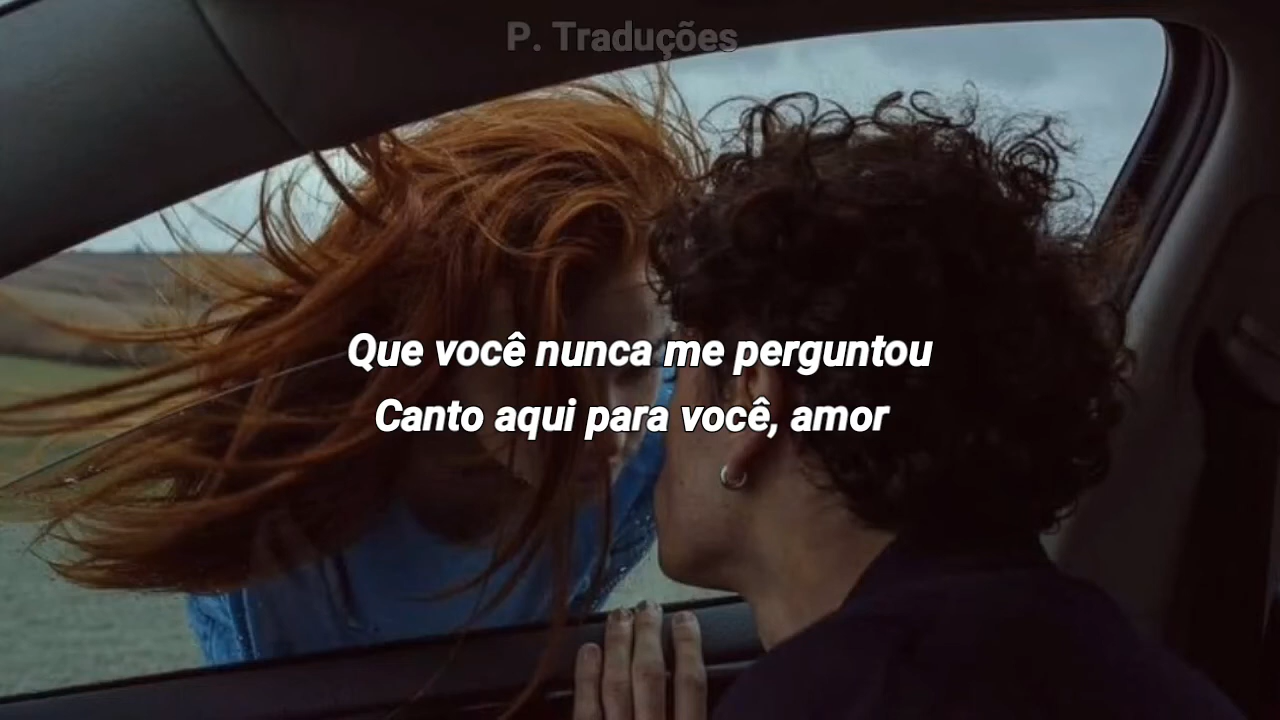 P. Traduções
Que você nunca me perguntou
Canto aqui para você, amor